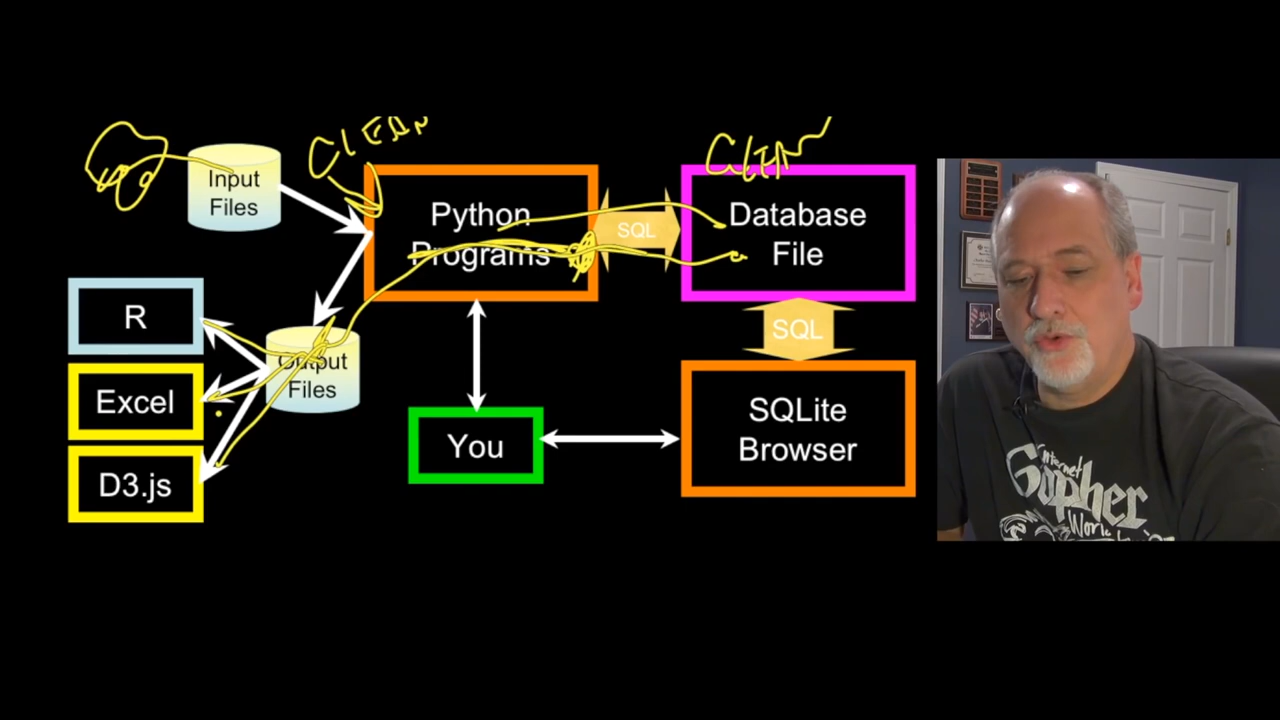 CLEAN
CLEAN
Input
Files
Python
Programs
SQL
Database
File
R
Output
Files
SQL
Excel
You
SQLite
Browser
D3.js
Internet
Gopher